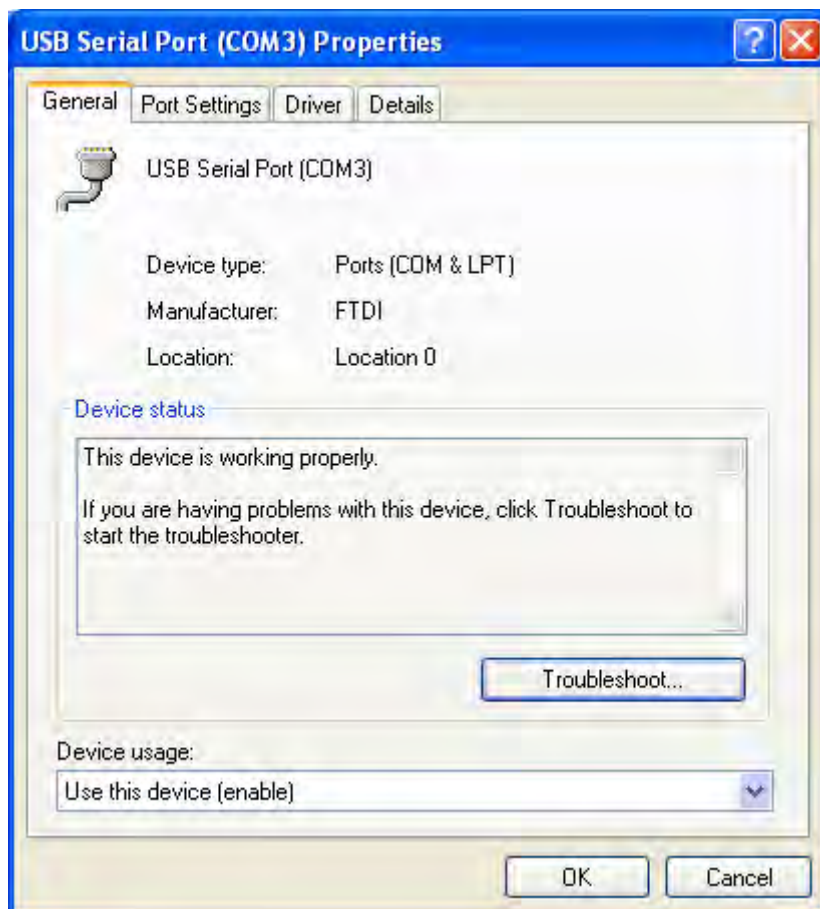 USB Serial Port (COM3) Properties
General Port Settings Driver Details
USB Serial Port (COM3)
Device type: Ports (COM & LPT)
Manufacturer: FTDI
Location: Location 0
Device status
This device is working properly.
If you are having problems with this device, click Troubleshoot to
start the troubleshooter.
Troubleshoot...
Device usage:
Use this device (enable)
OK Cancel